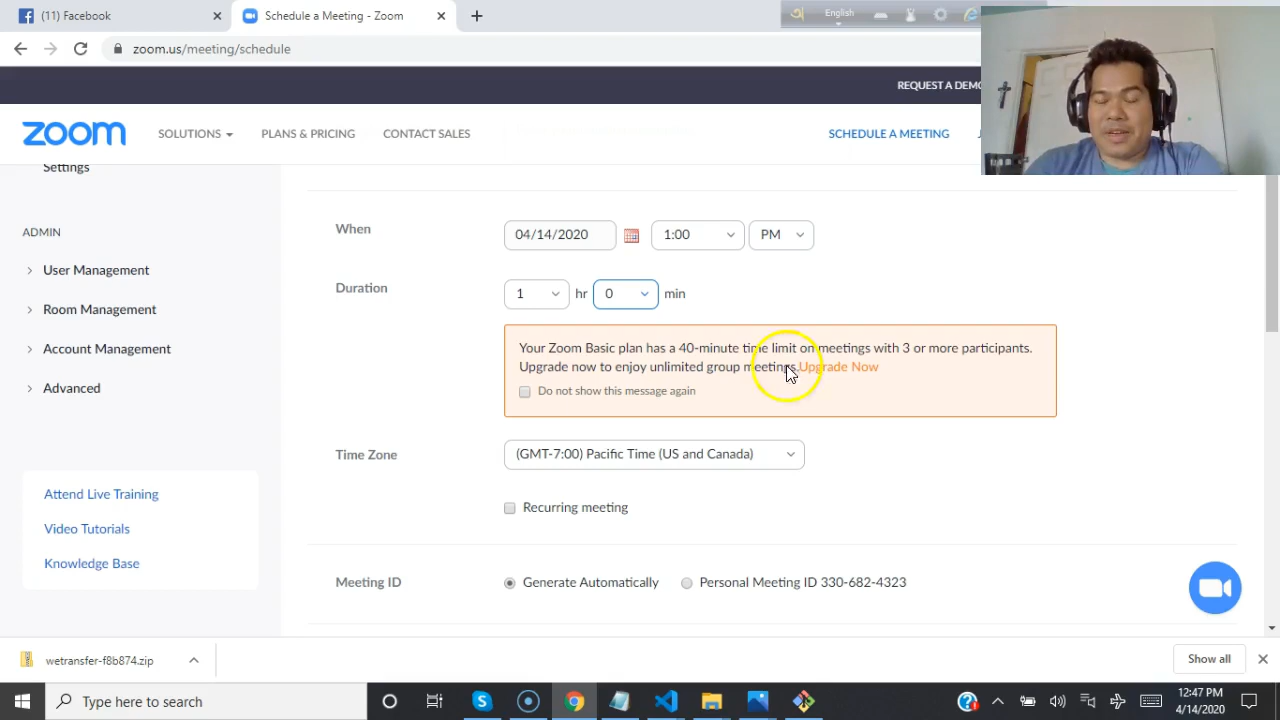 (11) Facebook
Schedule a Meeting - Zoom
English
zoom.us/meeting/schedule
REQUEST A DEMO
zoom
SOLUTIONS
PLANS & PRICING
CONTACT SALES
SCHEDULE A MEETING
Settings
When
04/14/2020
1:00
PM
ADMIN
User Management
Duration
1
hr
0
min
Room Management
Account Management
Your Zoom Basic plan has a 40-minute time limit on meetings with 3 or more participants.
Upgrade now to enjoy unlimited group meetings.Upgrade Now
Advanced
Do not show this message again
Time Zone
(GMT-7:00) Pacific Time (US and Canada)
Attend Live Training
Recurring meeting
Video Tutorials
Knowledge Base
Meeting ID
Generate Automatically
Personal Meeting ID 330-682-4323
wetransfer-f8b874.zip
Show all
Type here to search
12:47 PM
4/14/2020